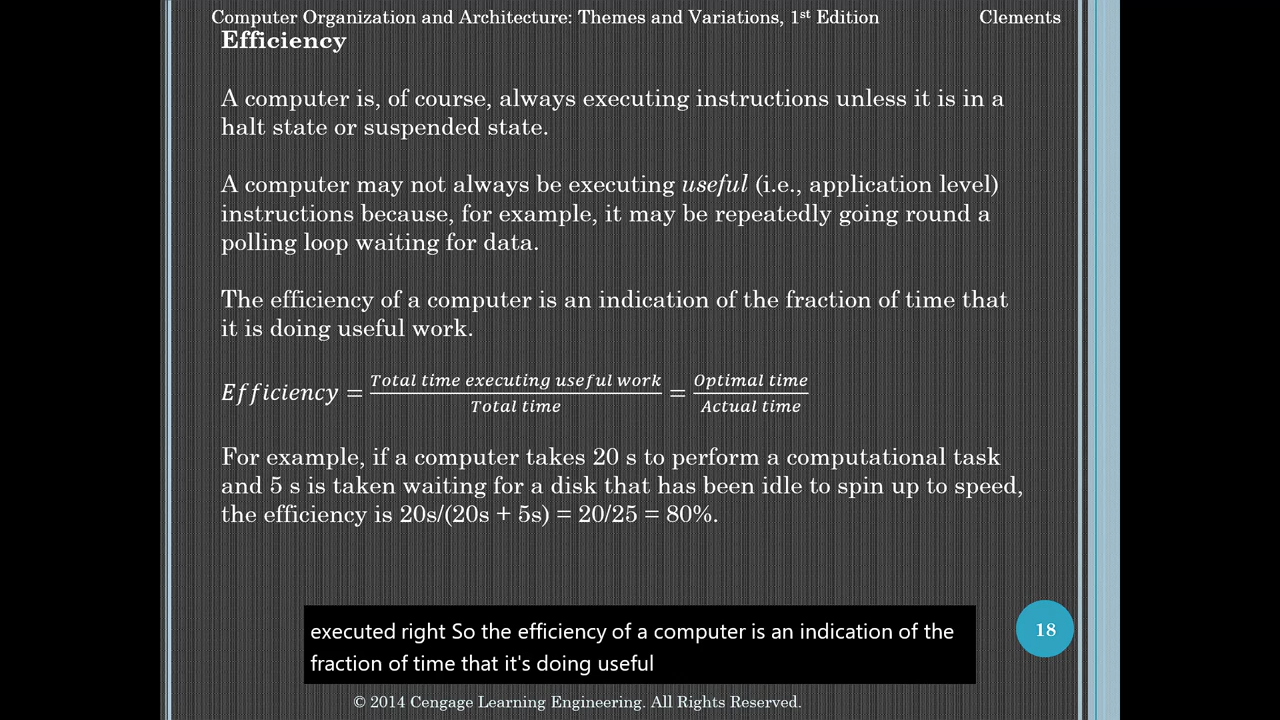 Computer Organization and Architecture: Themes and Variations, 1st Edition Clements
Efficiency
A computer is, of course, always executing instructions unless it is in a
halt state or suspended state.
A computer may not always be executing useful (i.e., application level)
instructions because, for example, it may be repeatedly going round a
polling loop waiting for data.
The efficiency of a computer is an indication of the fraction of time that
it is doing useful work.
Efficiency = Total time executing useful work / Total time = Optimal time / Actual time
For example, if a computer takes 20 s to perform a computational task
and 5 s is taken waiting for a disk that has been idle to spin up to speed,
the efficiency is 20s/(20s + 5s) = 20/25 = 80%.
executed right So the efficiency of a computer is an indication of the
fraction of time that it's doing useful
18
© 2014 Cengage Learning Engineering. All Rights Reserved.